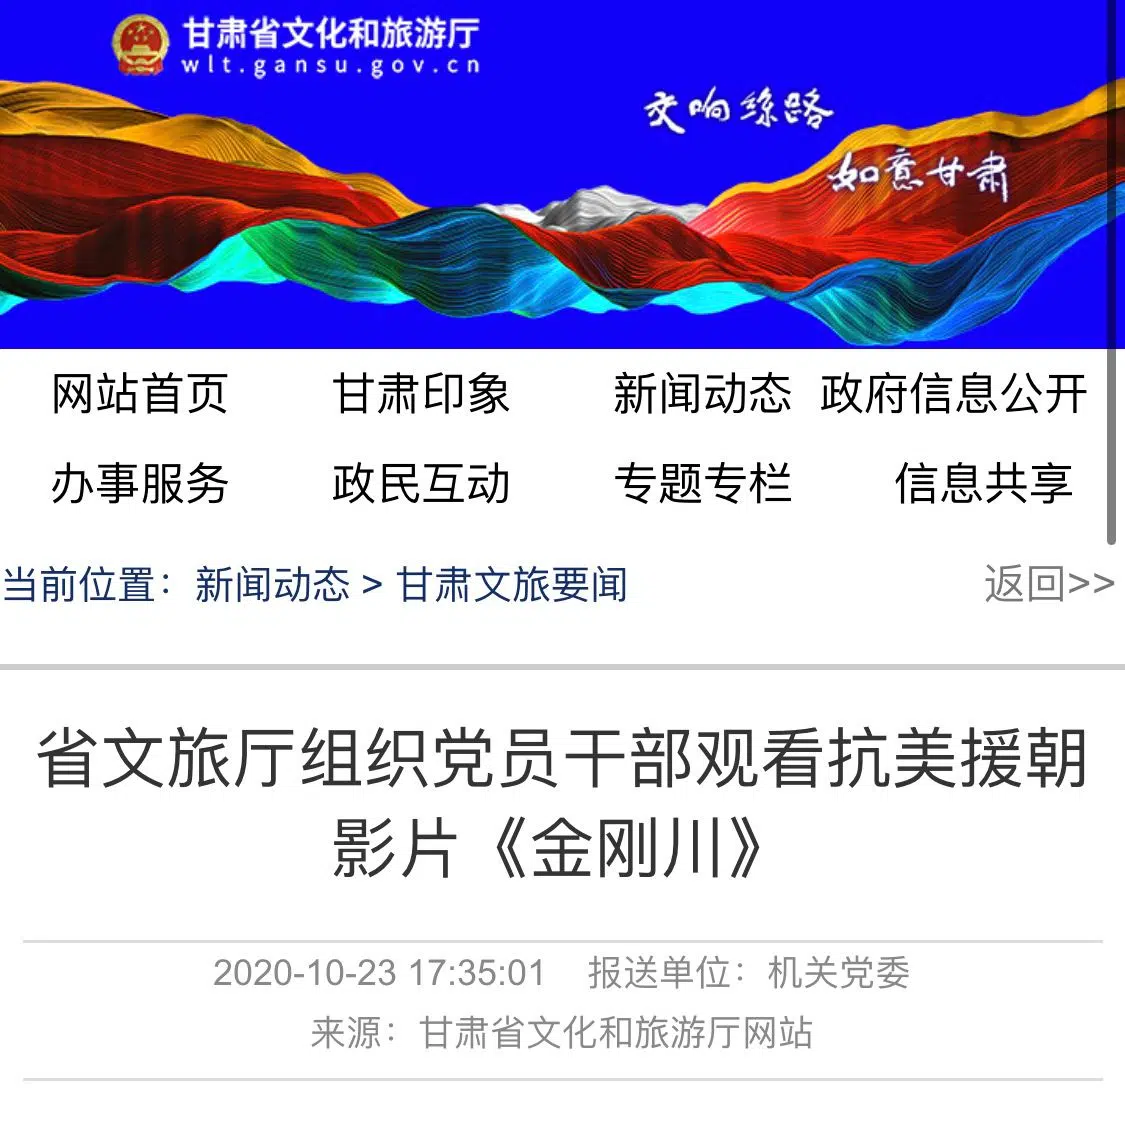 甘肃省文化和旅游厅
wlt.gansu.gov.cn
交响丝路
如意甘肃
网站首页 甘肃印象 新闻动态 政府信息公开
办事服务 政民互动 专题专栏 信息共享
当前位置：新闻动态 > 甘肃文旅要闻 返回>>
省文旅厅组织党员干部观看抗美援朝
影片《金刚川》
2020-10-23 17:35:01 报送单位：机关党委
来源：甘肃省文化和旅游厅网站